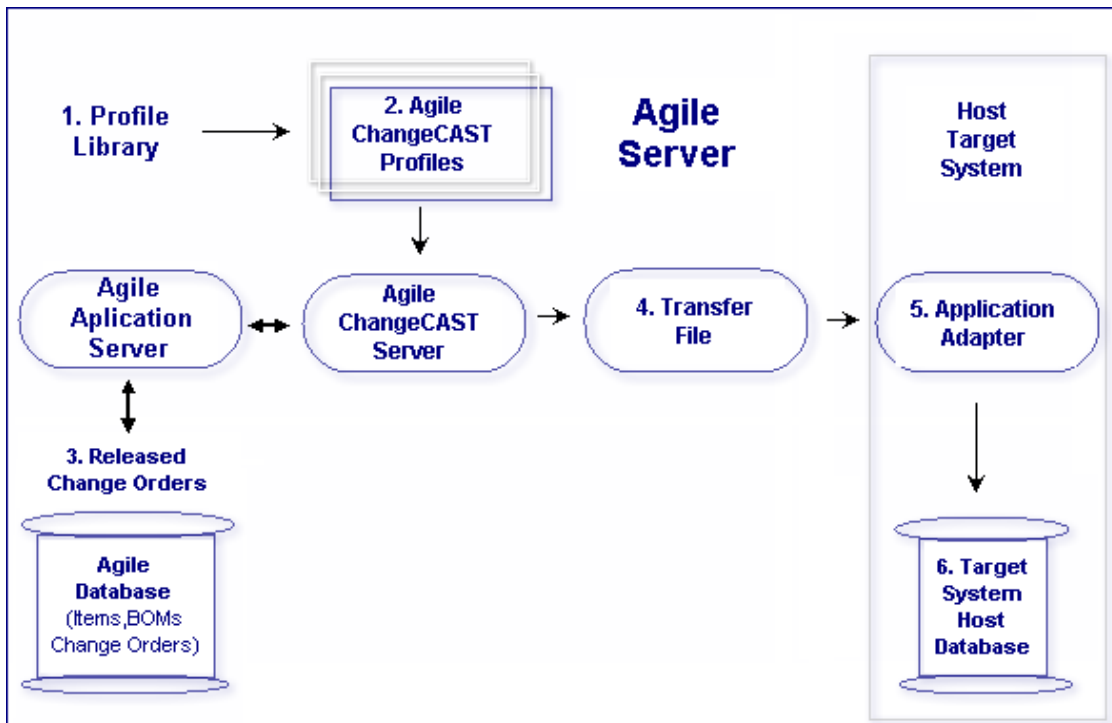 1. Profile
Library
2. Agile
ChangeCAST
Profiles
Agile
Server
Host
Target
System
Agile
Aplication
Server
Agile
ChangeCAST
Server
4. Transfer
File
5. Application
Adapter
3. Released
Change Orders
Agile
Database
(Items,BOMs
Change Orders)
6. Target
System
Host
Database